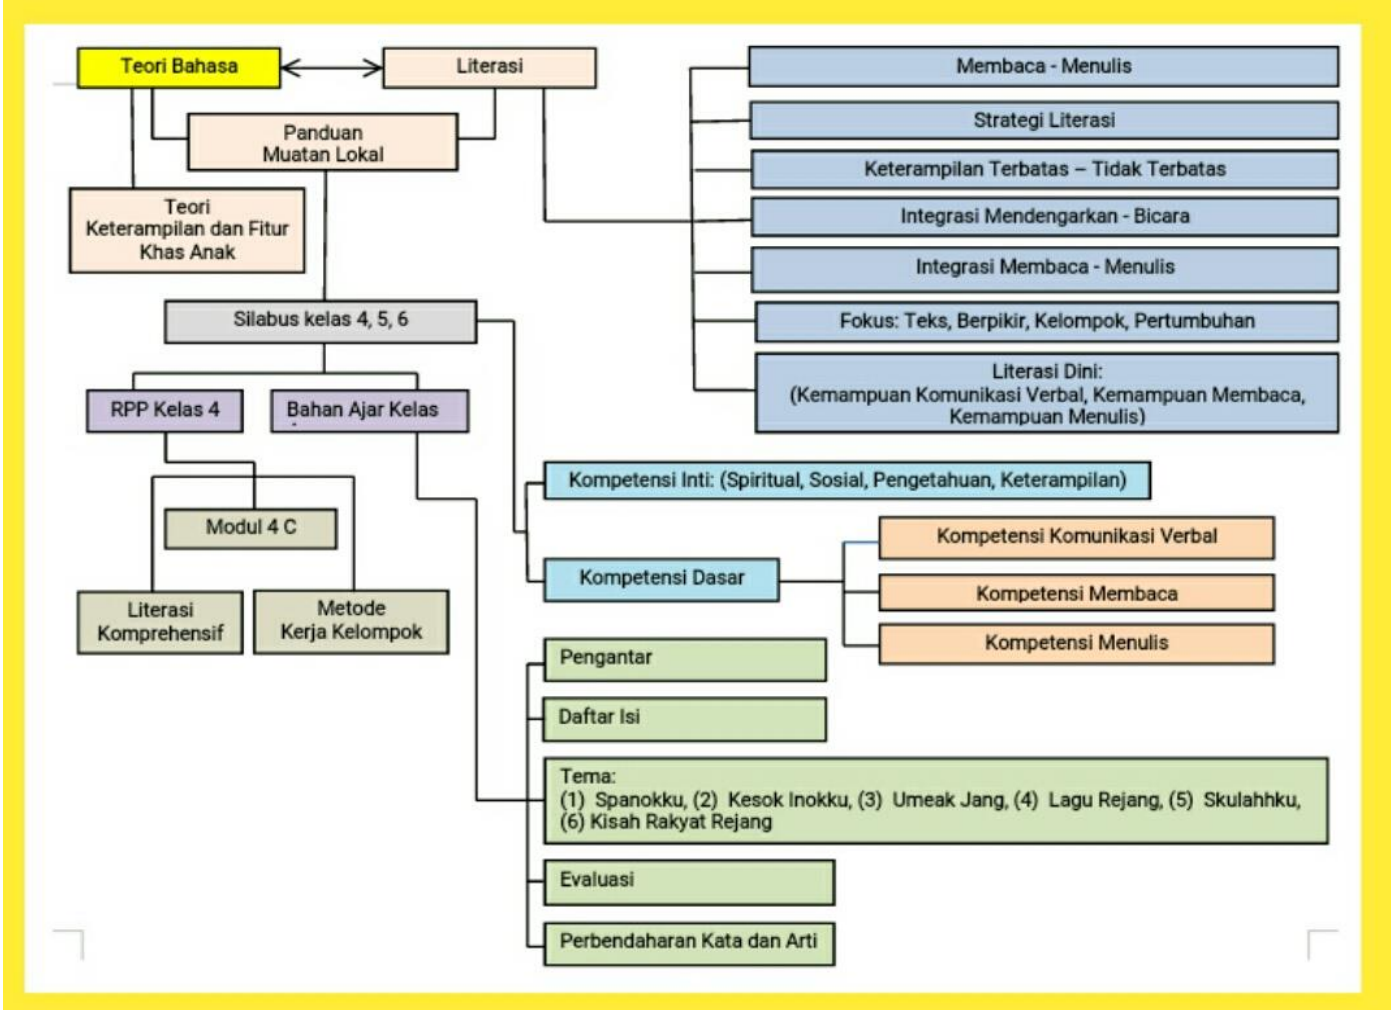 Teori Bahasa
Literasi
Panduan
Muatan Lokal
Teori
Keterampilan dan Fitur
Khas Anak
Membaca - Menulis
Strategi Literasi
Keterampilan Terbatas – Tidak Terbatas
Integrasi Mendengarkan - Bicara
Integrasi Membaca - Menulis
Fokus: Teks, Berpikir, Kelompok, Pertumbuhan
Literasi Dini:
(Kemampuan Komunikasi Verbal, Kemampuan Membaca,
Kemampuan Menulis)
Silabus kelas 4, 5, 6
RPP Kelas 4
Bahan Ajar Kelas
Modul 4 C
Literasi
Komprehensif
Metode
Kerja Kelompok
Kompetensi Inti: (Spiritual, Sosial, Pengetahuan, Keterampilan)
Kompetensi Dasar
Kompetensi Komunikasi Verbal
Kompetensi Membaca
Kompetensi Menulis
Pengantar
Daftar Isi
Tema:
(1) Spanokku, (2) Kesok Inokku, (3) Umeak Jang, (4) Lagu Rejang, (5) Skulahhku,
(6) Kisah Rakyat Rejang
Evaluasi
Perbendaharan Kata dan Arti